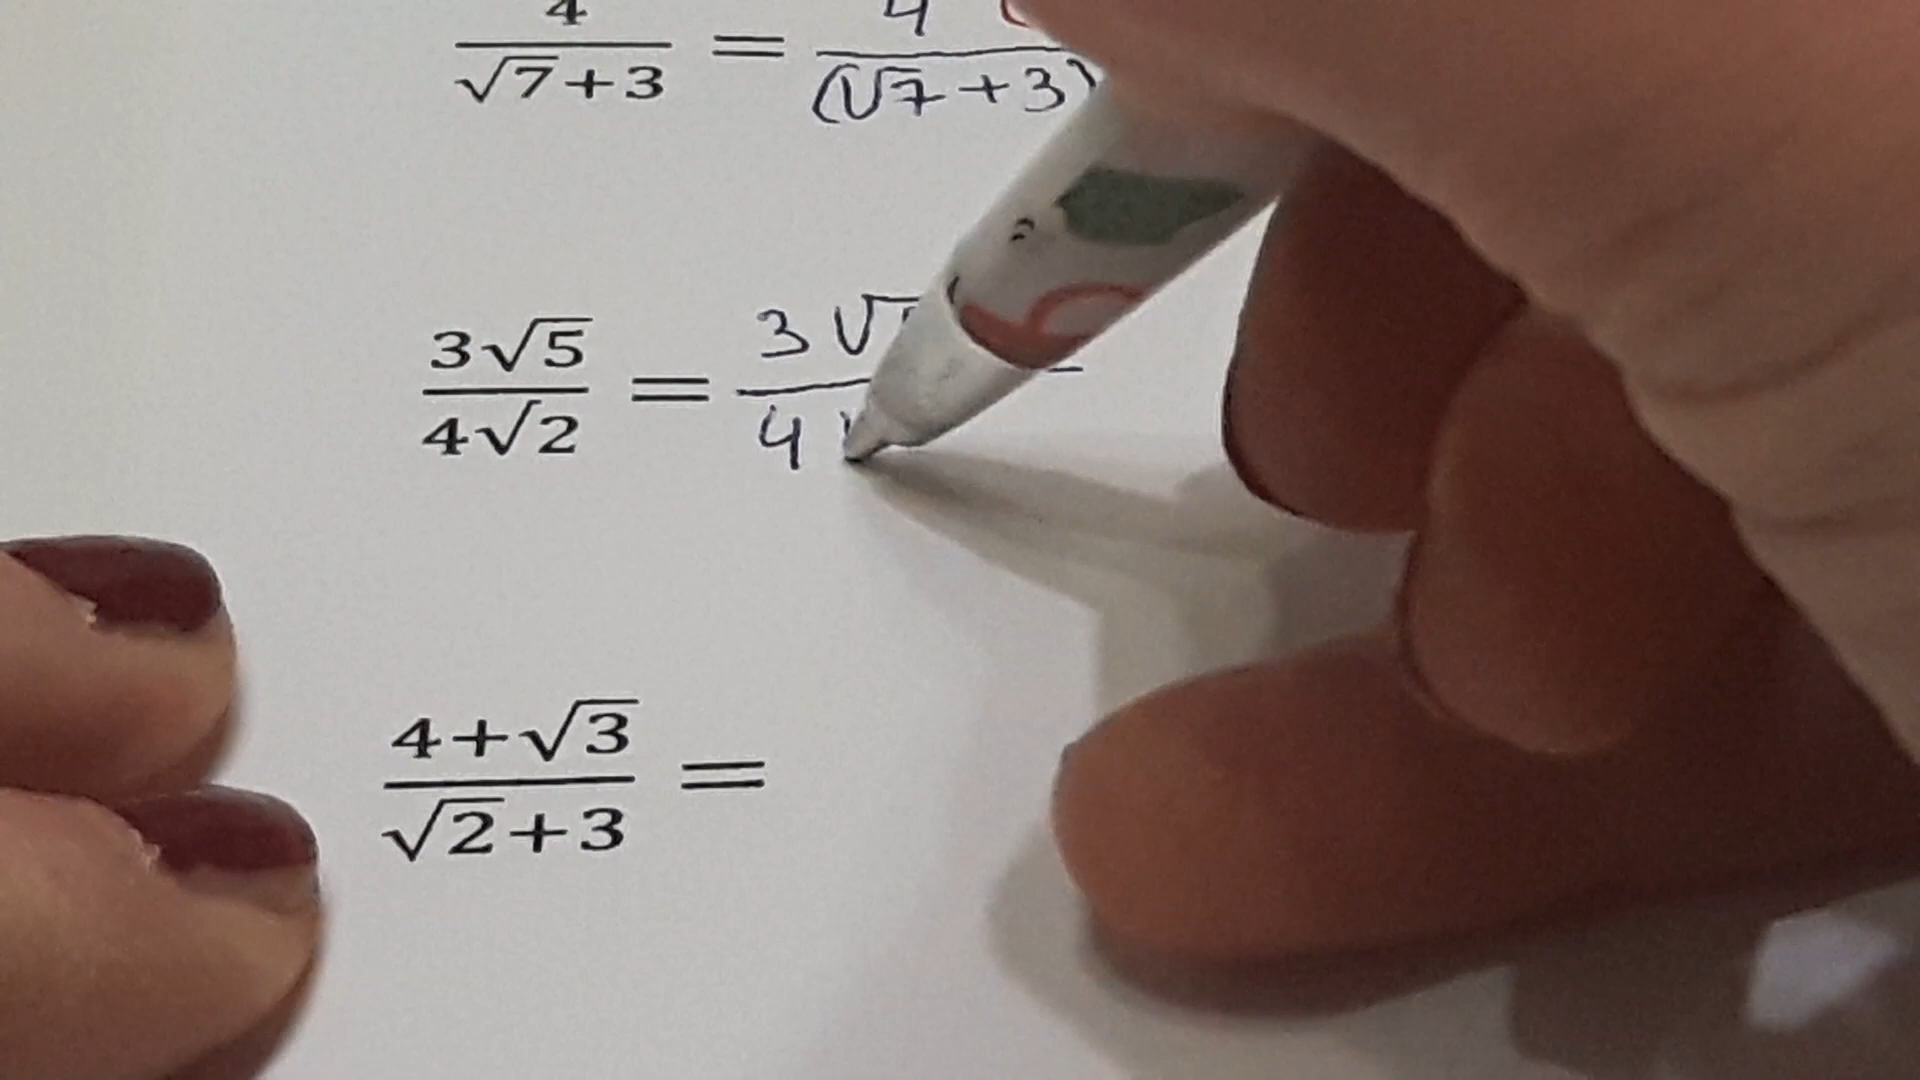 4/(√7+3) = 4/(√7+3)
3√5/4√2 = 3√/4
(4+√3)/(√2+3) =